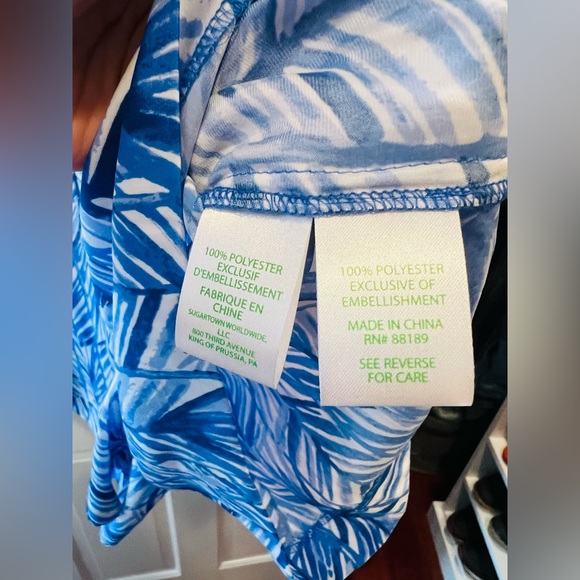 100% POLYESTER
EXCLUSIF
D'EMBELLISSEMENT
FABRIQUE EN
CHINE
SUGARTOWN WORLDWIDE,
LLC
800 THIRD AVENUE
KING OF PRUSSIA, PA
100% POLYESTER
EXCLUSIVE OF
EMBELLISHMENT
MADE IN CHINA
RN# 88189
SEE REVERSE
FOR CARE